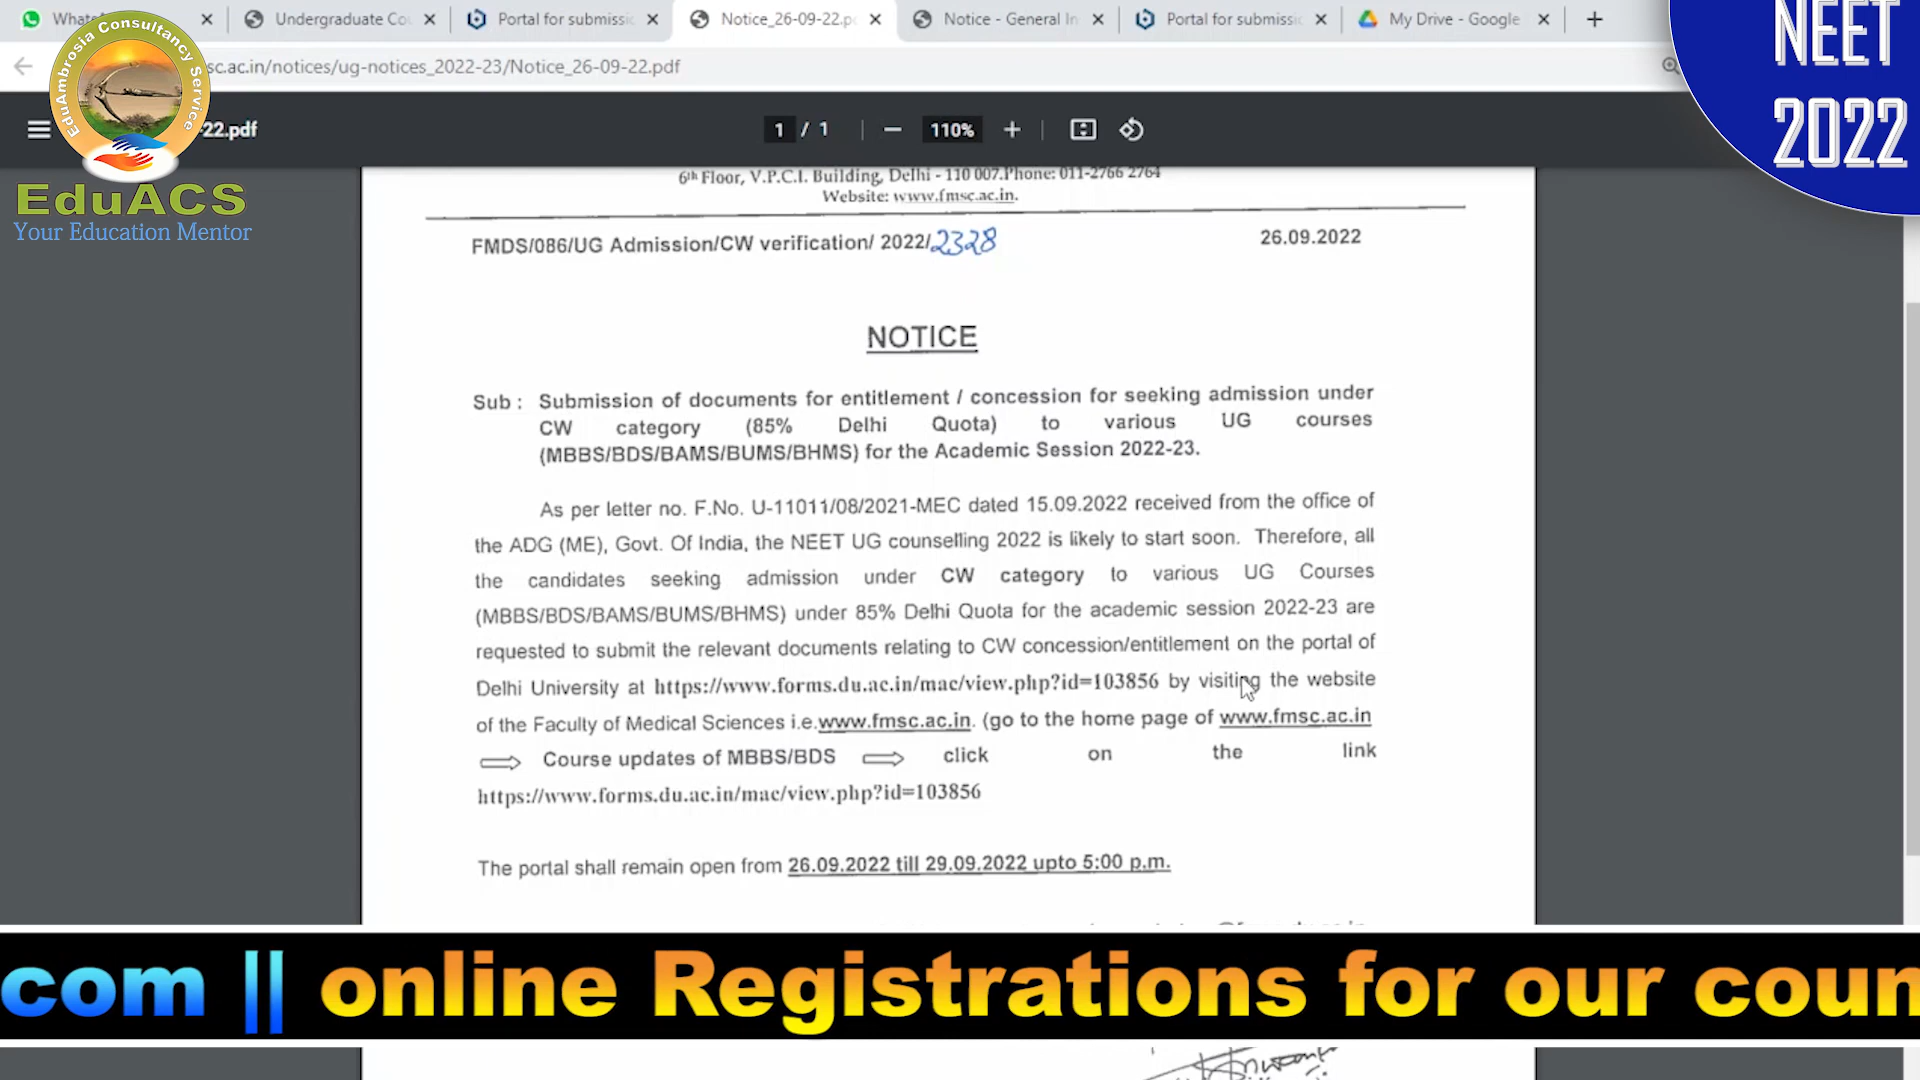 Whats
Undergraduate Co
Portal for submissi
Notice_26-09-22.p
Notice - General In
Portal for submissi
My Drive - Google
NEET
2022
sc.ac.in/notices/ug-notices_2022-23/Notice_26-09-22.pdf
EduAmbrosia Consultancy Service
-22.pdf
1 / 1
110%
EduACS
Your Education Mentor
6th Floor, V.P.C.I. Building, Delhi - 110 007.Phone: 011-2766 2764
Website: www.fmsc.ac.in.
FMDS/086/UG Admission/CW verification/ 2022/2328
26.09.2022
NOTICE
Sub : Submission of documents for entitlement / concession for seeking admission under
CW category (85% Delhi Quota) to various UG courses
(MBBS/BDS/BAMS/BUMS/BHMS) for the Academic Session 2022-23.
As per letter no. F.No. U-11011/08/2021-MEC dated 15.09.2022 received from the office of
the ADG (ME), Govt. Of India, the NEET UG counselling 2022 is likely to start soon. Therefore, all
the candidates seeking admission under CW category to various UG Courses
(MBBS/BDS/BAMS/BUMS/BHMS) under 85% Delhi Quota for the academic session 2022-23 are
requested to submit the relevant documents relating to CW concession/entitlement on the portal of
Delhi University at https://www.forms.du.ac.in/mac/view.php?id=103856 by visiting the website
of the Faculty of Medical Sciences i.e.www.fmsc.ac.in. (go to the home page of www.fmsc.ac.in
⇒ Course updates of MBBS/BDS ⇒ click on the link
https://www.forms.du.ac.in/mac/view.php?id=103856
The portal shall remain open from 26.09.2022 till 29.09.2022 upto 5:00 p.m.
com || online Registrations for our coun